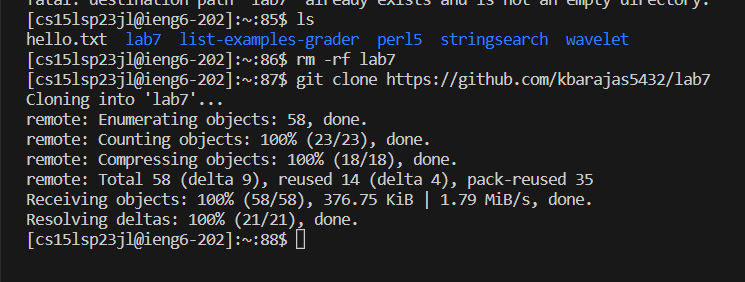 fatal: destination path 'lab7' already exists and is not an empty directory.
[cs15lsp23jl@ieng6-202]:~:85$ ls
hello.txt  lab7  list-examples-grader  perl5  stringsearch  wavelet
[cs15lsp23jl@ieng6-202]:~:86$ rm -rf lab7
[cs15lsp23jl@ieng6-202]:~:87$ git clone https://github.com/kbarajas5432/lab7
Cloning into 'lab7'...
remote: Enumerating objects: 58, done.
remote: Counting objects: 100% (23/23), done.
remote: Compressing objects: 100% (18/18), done.
remote: Total 58 (delta 9), reused 14 (delta 4), pack-reused 35
Receiving objects: 100% (58/58), 376.75 KiB | 1.79 MiB/s, done.
Resolving deltas: 100% (21/21), done.
[cs15lsp23jl@ieng6-202]:~:88$